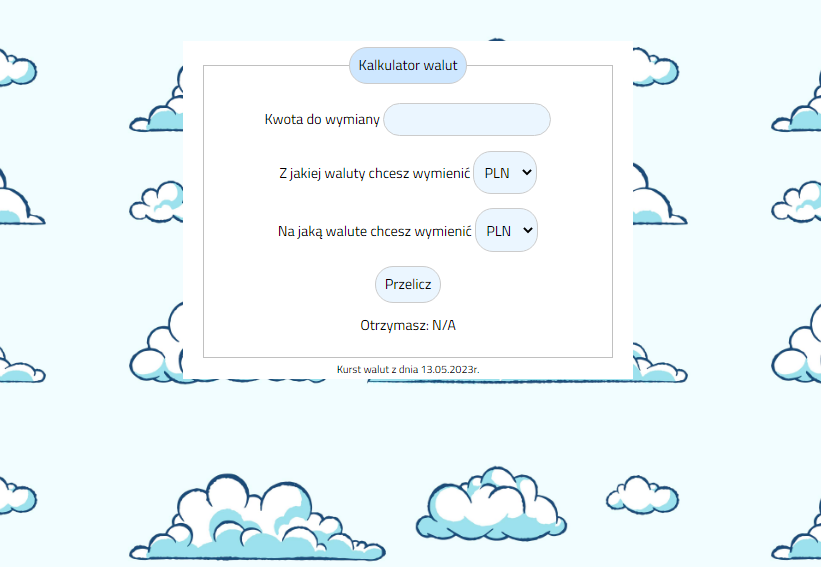 Kalkulator walut
Kwota do wymiany
Z jakiej waluty chcesz wymienić PLN
Na jaką walute chcesz wymienić PLN
Przelicz
Otrzymasz: N/A
Kurst walut z dnia 13.05.2023r.